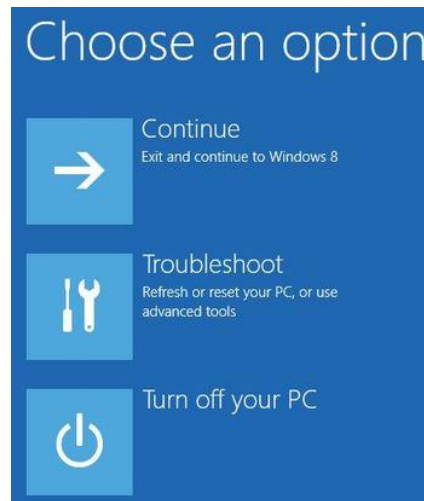 Choose an option
Continue
Exit and continue to Windows 8
Troubleshoot
Refresh or reset your PC, or use
advanced tools
Turn off your PC